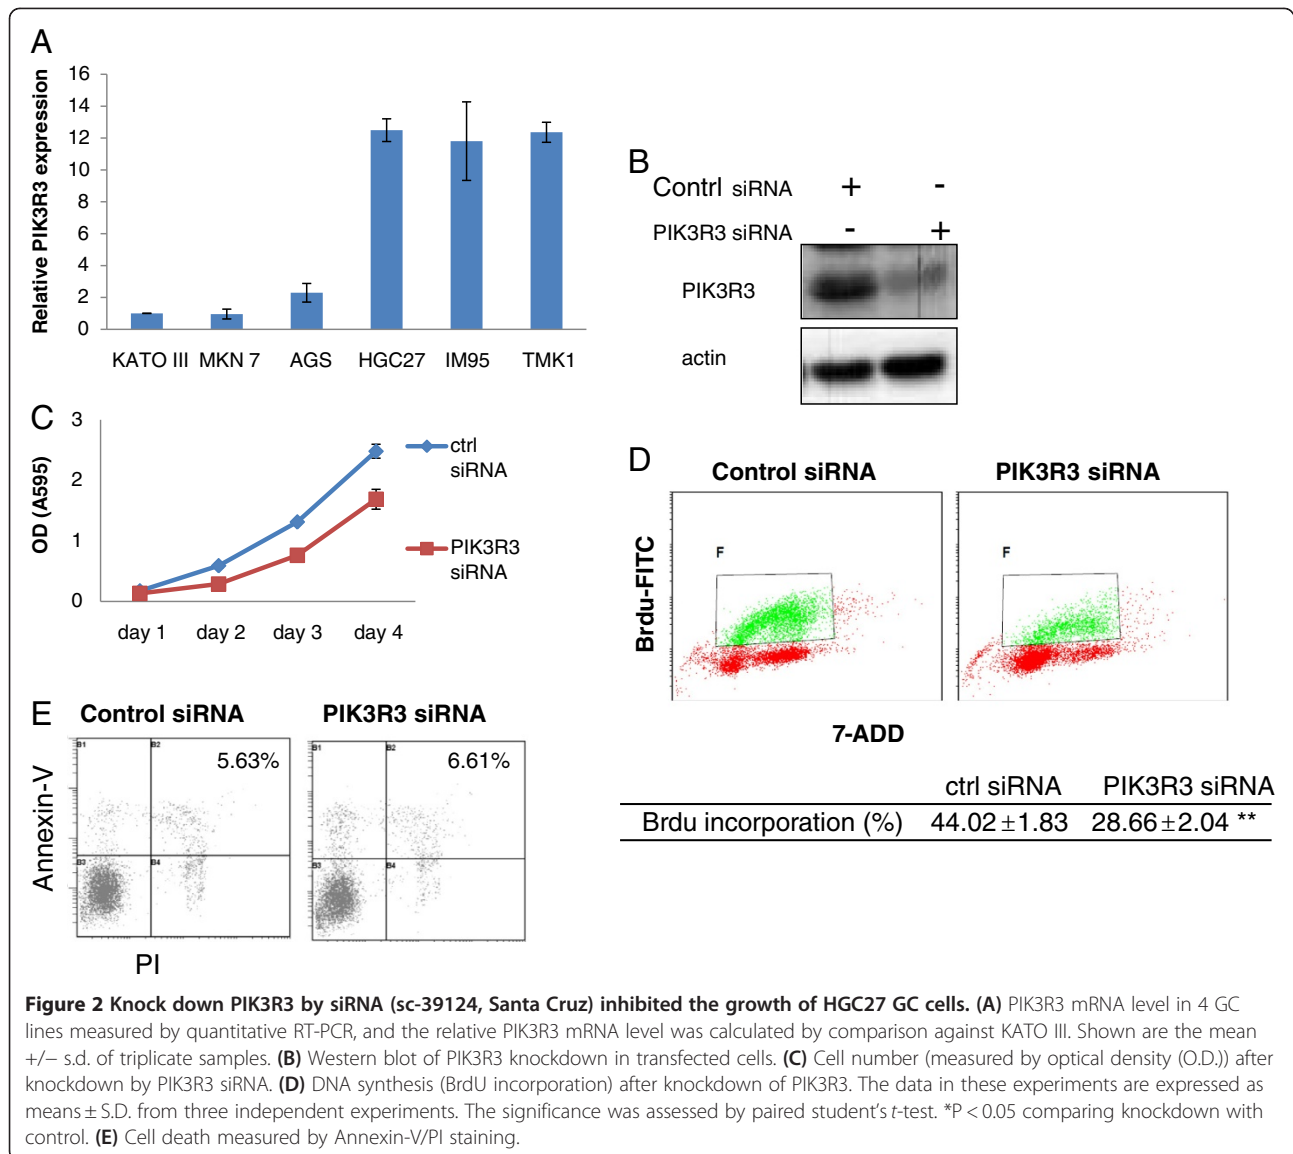 A
Relative PIK3R3 expression
16
14
12
10
8
6
4
2
0
KATO III MKN 7 AGS HGC27 IM95 TMK1
B
Contrl siRNA + -
PIK3R3 siRNA - +
PIK3R3
actin
C
OD (A595)
3
2
1
0
day 1 day 2 day 3 day 4
ctrl
siRNA
PIK3R3
siRNA
D
Control siRNA PIK3R3 siRNA
Brdu-FITC
F
F
7-ADD
ctrl siRNA PIK3R3 siRNA
Brdu incorporation (%) 44.02±1.83 28.66±2.04 **
E
Control siRNA PIK3R3 siRNA
Annexin-V
B1 B2 5.63%
B3 B4
B1 B2 6.61%
B3 B4
PI
Figure 2 Knock down PIK3R3 by siRNA (sc-39124, Santa Cruz) inhibited the growth of HGC27 GC cells. (A) PIK3R3 mRNA level in 4 GC
lines measured by quantitative RT-PCR, and the relative PIK3R3 mRNA level was calculated by comparison against KATO III. Shown are the mean
+/− s.d. of triplicate samples. (B) Western blot of PIK3R3 knockdown in transfected cells. (C) Cell number (measured by optical density (O.D.)) after
knockdown by PIK3R3 siRNA. (D) DNA synthesis (BrdU incorporation) after knockdown of PIK3R3. The data in these experiments are expressed as
means ± S.D. from three independent experiments. The significance was assessed by paired student's t-test. *P < 0.05 comparing knockdown with
control. (E) Cell death measured by Annexin-V/PI staining.